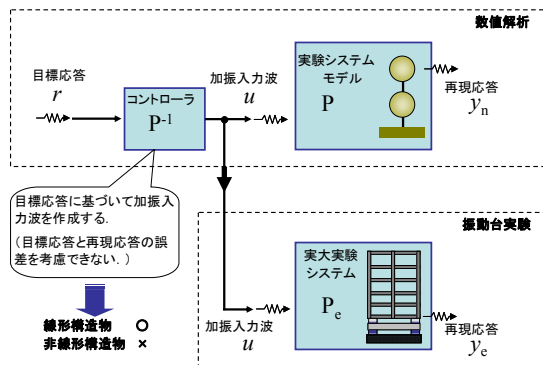 数値解析
目標応答
r
コントローラ
P-1
加振入力波
u
実験システム
モデル
P
再現応答
yn
目標応答に基づいて加振入
力波を作成する.
(目標応答と再現応答の誤
差を考慮できない.)
線形構造物 ○
非線形構造物 ×
振動台実験
加振入力波
u
実大実験
システム
Pe
再現応答
ye